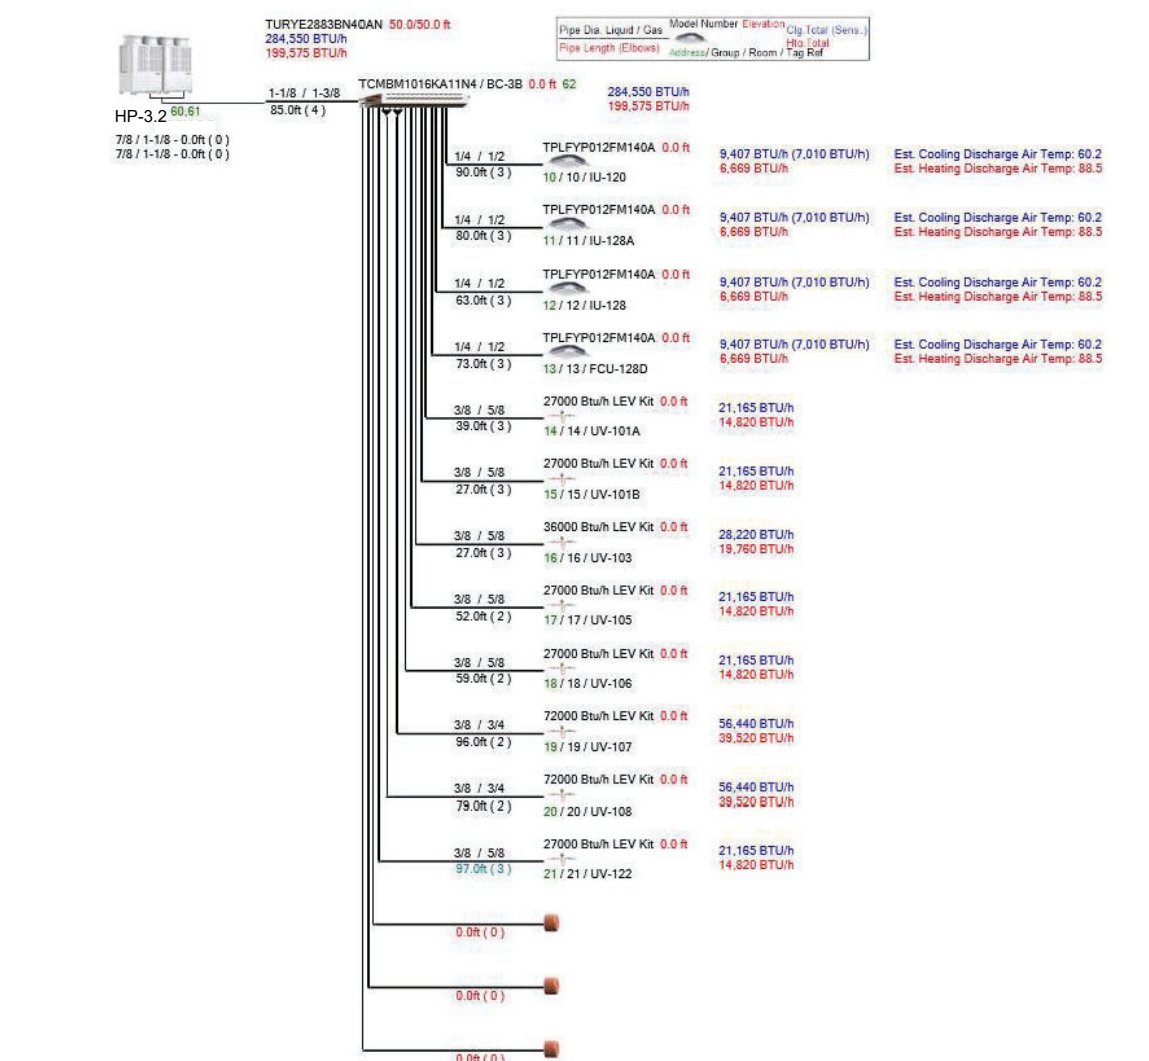 TURYE2883BN40AN 50.0/50.0 ft
284,550 BTU/h
199,575 BTU/h
Pipe Dia. Liquid / Gas Model Number Elevation Clg.Total (Sens.)
Htg.Total
Pipe Length (Elbows) Address/ Group / Room / Tag Ref
HP-3.2 60,61
7/8 / 1-1/8 - 0.0ft ( 0 )
7/8 / 1-1/8 - 0.0ft ( 0 )
1-1/8 / 1-3/8
85.0ft ( 4 )
TCMBM1016KA11N4 / BC-3B 0.0 ft 62
284,550 BTU/h
199,575 BTU/h
1/4 / 1/2
90.0ft ( 3 )
TPLFYP012FM140A 0.0 ft
10 / 10 / IU-120
9,407 BTU/h (7,010 BTU/h)
6,669 BTU/h
Est. Cooling Discharge Air Temp: 60.2
Est. Heating Discharge Air Temp: 88.5
1/4 / 1/2
80.0ft ( 3 )
TPLFYP012FM140A 0.0 ft
11 / 11 / IU-128A
9,407 BTU/h (7,010 BTU/h)
6,669 BTU/h
Est. Cooling Discharge Air Temp: 60.2
Est. Heating Discharge Air Temp: 88.5
1/4 / 1/2
63.0ft ( 3 )
TPLFYP012FM140A 0.0 ft
12 / 12 / IU-128
9,407 BTU/h (7,010 BTU/h)
6,669 BTU/h
Est. Cooling Discharge Air Temp: 60.2
Est. Heating Discharge Air Temp: 88.5
1/4 / 1/2
73.0ft ( 3 )
TPLFYP012FM140A 0.0 ft
13 / 13 / FCU-128D
9,407 BTU/h (7,010 BTU/h)
6,669 BTU/h
Est. Cooling Discharge Air Temp: 60.2
Est. Heating Discharge Air Temp: 88.5
3/8 / 5/8
39.0ft ( 3 )
27000 Btu/h LEV Kit 0.0 ft
14 / 14 / UV-101A
21,165 BTU/h
14,820 BTU/h
3/8 / 5/8
27.0ft ( 3 )
27000 Btu/h LEV Kit 0.0 ft
15 / 15 / UV-101B
21,165 BTU/h
14,820 BTU/h
3/8 / 5/8
27.0ft ( 3 )
36000 Btu/h LEV Kit 0.0 ft
16 / 16 / UV-103
28,220 BTU/h
19,760 BTU/h
3/8 / 5/8
52.0ft ( 2 )
27000 Btu/h LEV Kit 0.0 ft
17 / 17 / UV-105
21,165 BTU/h
14,820 BTU/h
3/8 / 5/8
59.0ft ( 2 )
27000 Btu/h LEV Kit 0.0 ft
18 / 18 / UV-106
21,165 BTU/h
14,820 BTU/h
3/8 / 3/4
96.0ft ( 2 )
72000 Btu/h LEV Kit 0.0 ft
19 / 19 / UV-107
56,440 BTU/h
39,520 BTU/h
3/8 / 3/4
79.0ft ( 2 )
72000 Btu/h LEV Kit 0.0 ft
20 / 20 / UV-108
56,440 BTU/h
39,520 BTU/h
3/8 / 5/8
97.0ft ( 3 )
27000 Btu/h LEV Kit 0.0 ft
21 / 21 / UV-122
21,165 BTU/h
14,820 BTU/h
0.0ft ( 0 )
0.0ft ( 0 )
0.0ft ( 0 )